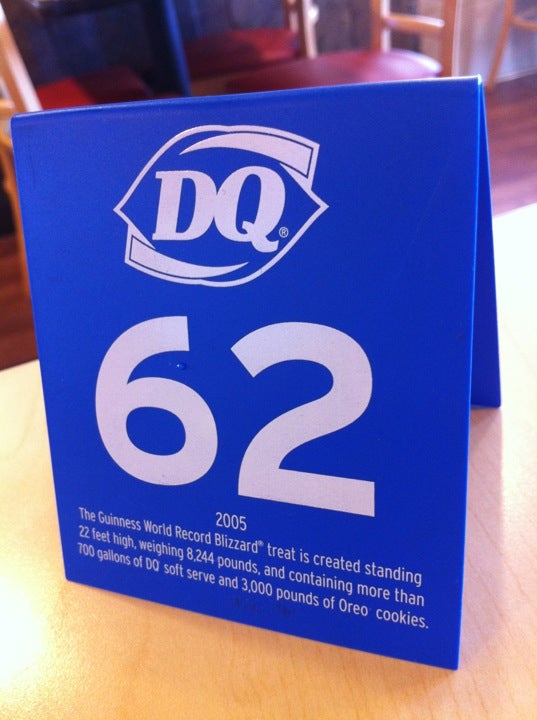 DQ®
62
2005
The Guinness World Record Blizzard® treat is created standing
22 feet high, weighing 8,244 pounds, and containing more than
700 gallons of DQ® soft serve and 3,000 pounds of Oreo® cookies.